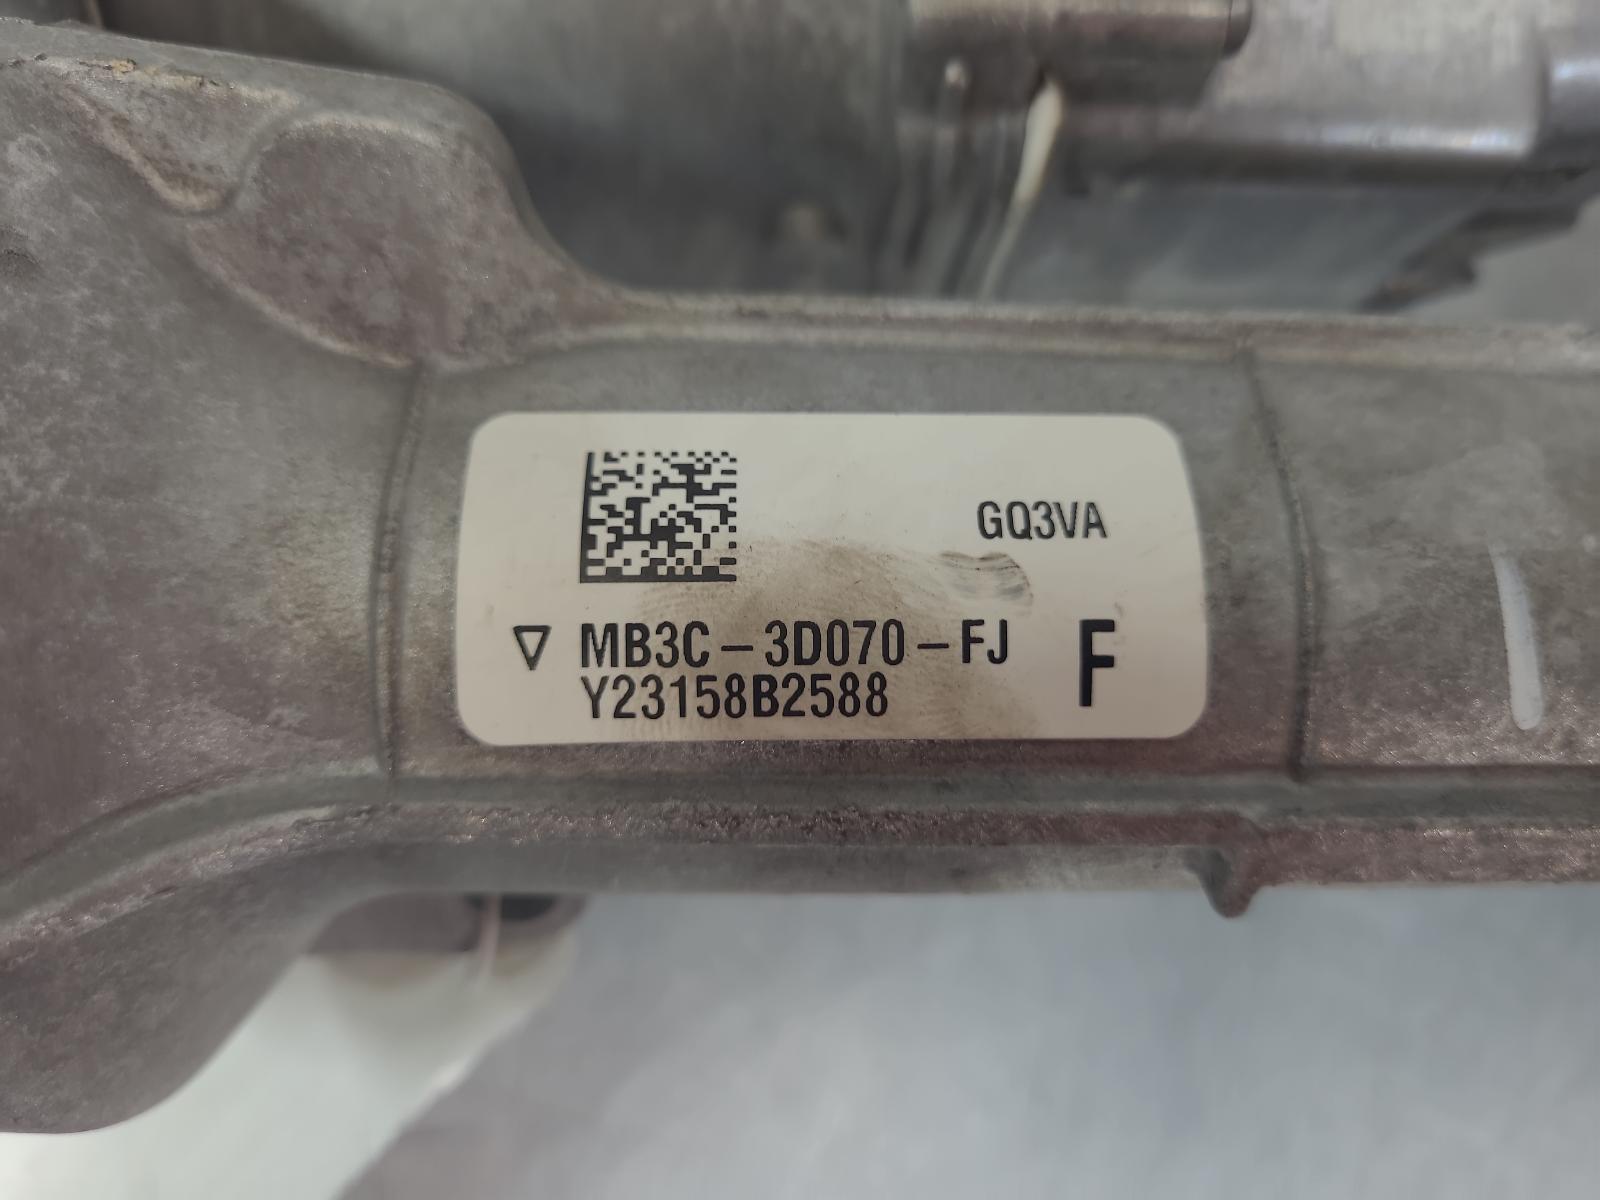 GQ3VA
▽ MB3C-3D070-FJ F
Y23158B2588